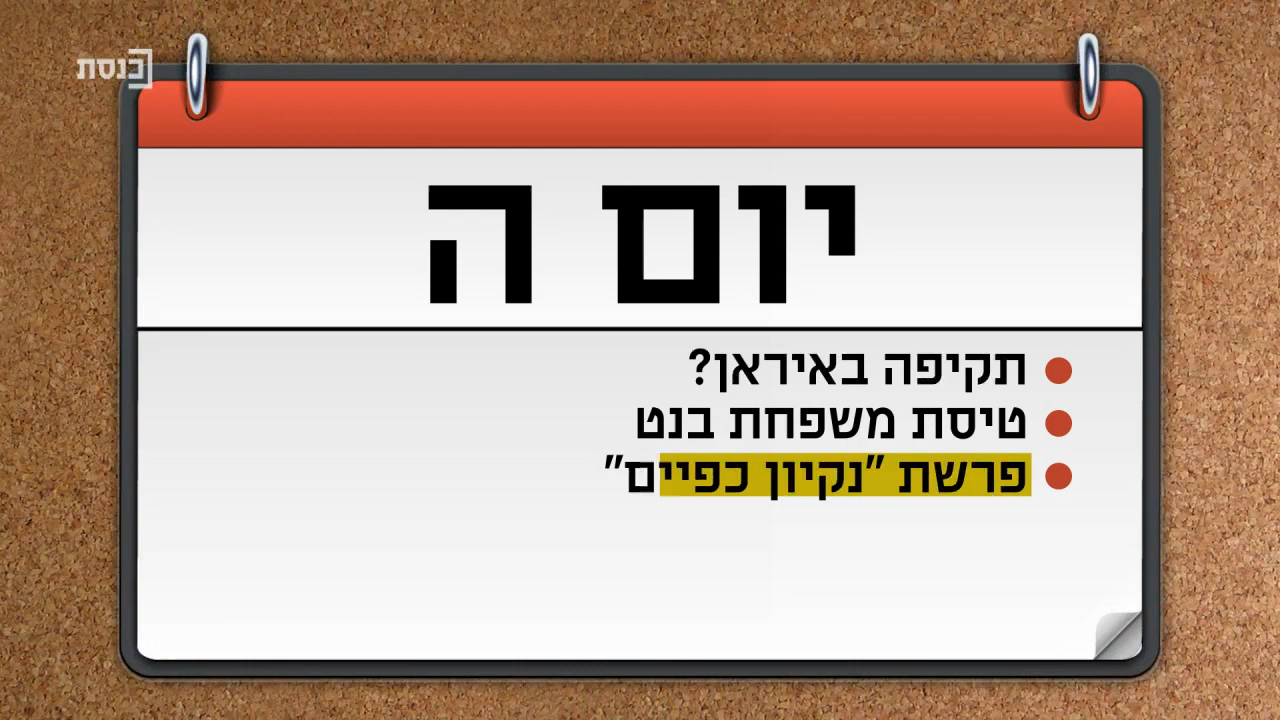 כנסת
יום ה
תקיפה באיראן?
טיסת משפחת בנט
פרשת "נקיון כפיים"